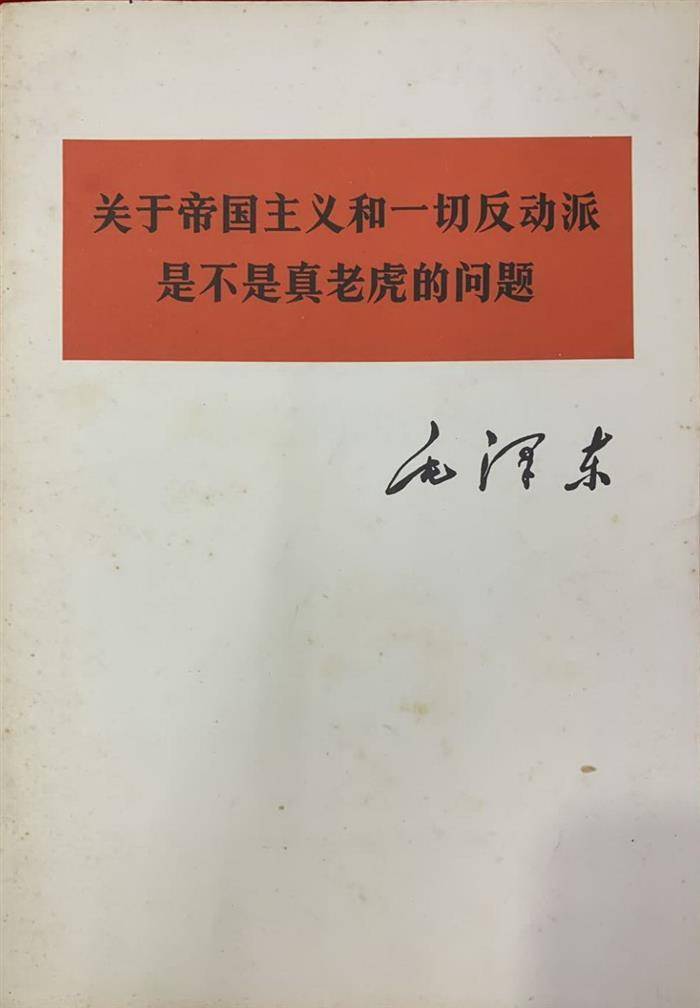 关于帝国主义和一切反动派
是不是真老虎的问题
毛泽东